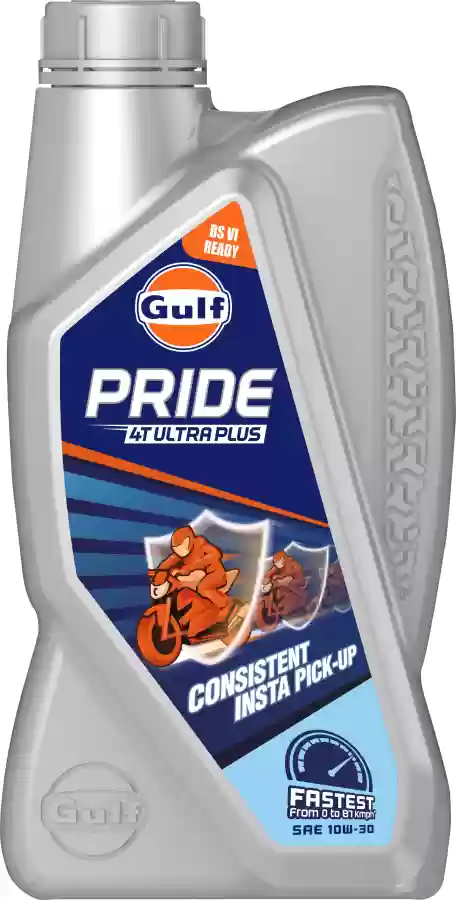 BS VI
READY
Gulf
PRIDE
4T ULTRA PLUS
CONSISTENT
INSTA PICK-UP
FASTEST
From 0 to 81 Kmph*
SAE 10W-30
Gulf